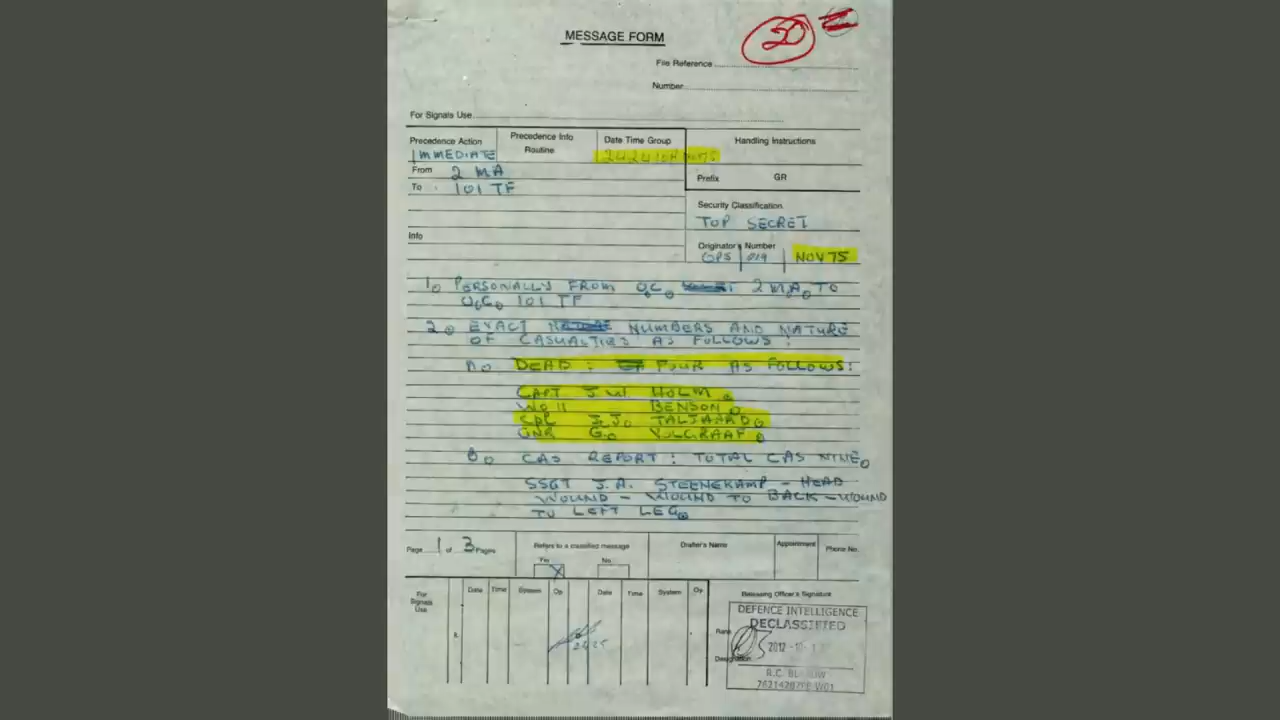 20
MESSAGE FORM
File Reference
Number
For Signals Use
Precedence Action
IMMEDIATE
Precedence Info
Routine
Date Time Group
Handling Instructions
From 2 MA
To 101 TF
Prefix GR
Security Classification
TOP SECRET
Info
Originator's Number
OPS NOV 75
1. PERSONALLY FROM O.C. 2 MA. TO
O.C. 101 TF
2. EXACT NUMBERS AND NATURE
OF CASUALTIES AS FOLLOWS:
DEAD: FOUR AS FOLLOWS:
CAPT J W HOLM.
WO II BENSON.
CPL J.J. TALJAARD.
GNR G. VOLGRAAF.
B. CAS REPORT: TOTAL CAS NINE.
SSGT J.A. STEENEKAMP - HEAD
WOUND - WOUND TO BACK - WOUND
TO LEFT LEG.
Page 1 of 3 Pages
Refers to a classified message
Yes X No
Drafter's Name
Appointment
Phone No.
For
Signals
Use
Date Time System Op Date Time System Op
Releasing Officer's Signature
DEFENCE INTELLIGENCE
DECLASSIFIED
Rank
2012 -10-
Designation
R.C.